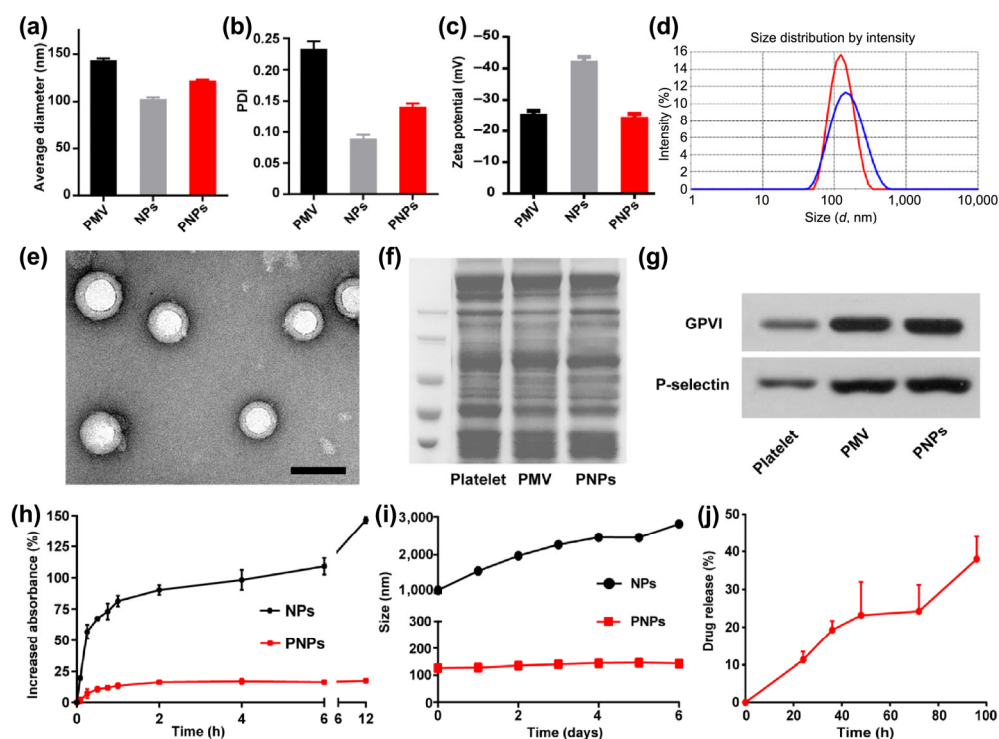 (a)
Average diameter (nm)
150
100
50
0
PMV
NPs
PNPs
(b)
PDI
0.25
0.20
0.15
0.10
0.05
0
PMV
NPs
PNPs
(c)
Zeta potential (mV)
−50
−40
−30
−20
−10
0
PMV
NPs
PNPs
(d)
Size distribution by intensity
Intensity (%)
16
14
12
10
8
6
4
2
0
1 10 100 1,000 10,000
Size (d, nm)
(e)
(f)
Platelet PMV PNPs
(g)
GPVI
P-selectin
Platelet
PMV
PNPs
(h)
Increased absorbance (%)
150
125
100
75
50
25
0
NPs
PNPs
0 2 4 6 6 12
Time (h)
(i)
Size (nm)
3,000
2,000
1,000
300
200
100
0
NPs
PNPs
0 2 4 6
Time (days)
(j)
Drug release (%)
50
40
30
20
10
0
0 20 40 60 80 100
Time (h)